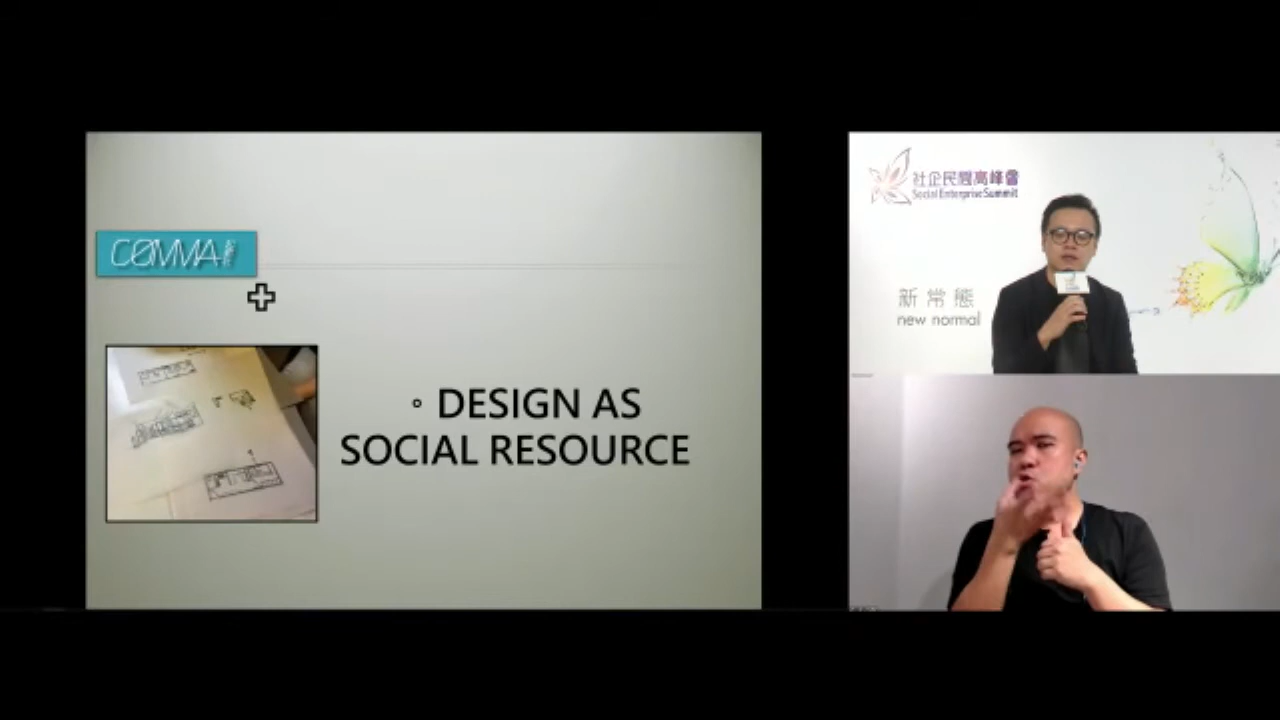 COMMA
DESIGN AS
SOCIAL RESOURCE
社企民間高峰會
Social Enterprise Summit
新常態
new normal